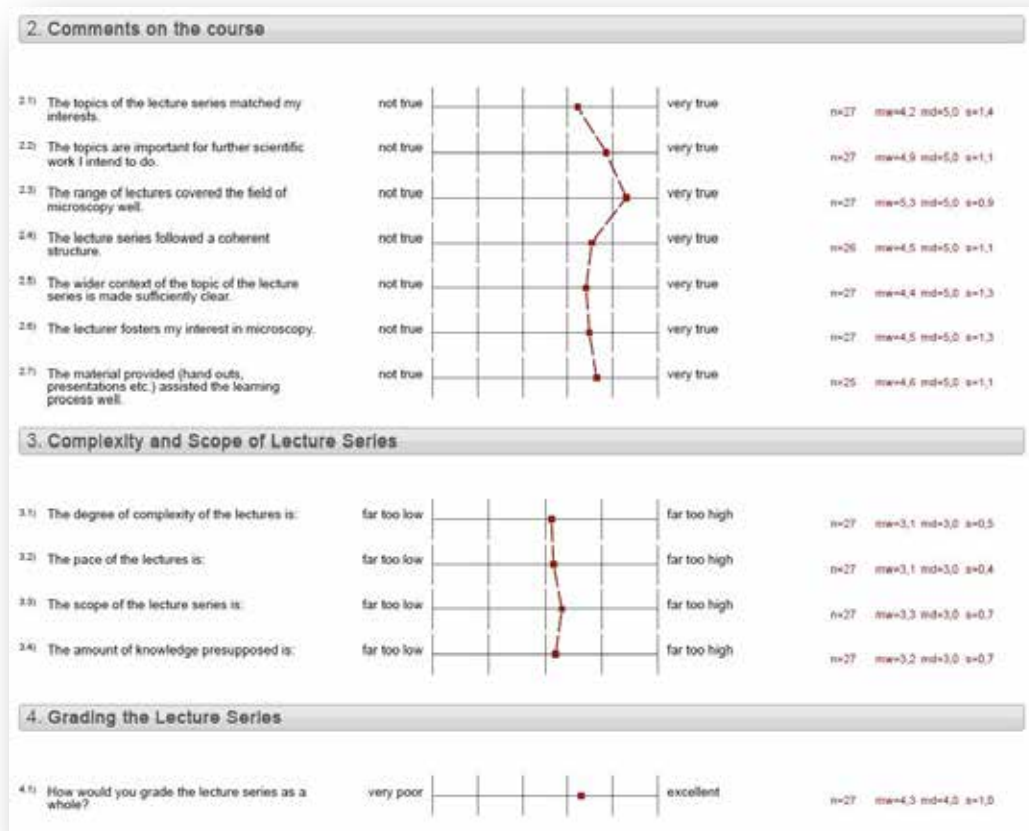 2. Comments on the course
2.1) The topics of the lecture series matched my
interests.
not true
very true
n=27 mw=4,2 md=5,0 s=1,4
2.2) The topics are important for further scientific
work I intend to do.
not true
very true
n=27 mw=4,9 md=5,0 s=1,1
2.3) The range of lectures covered the field of
microscopy well.
not true
very true
n=27 mw=5,3 md=5,0 s=0,9
2.4) The lecture series followed a coherent
structure.
not true
very true
n=26 mw=4,5 md=5,0 s=1,1
2.5) The wider context of the topic of the lecture
series is made sufficiently clear.
not true
very true
n=27 mw=4,4 md=5,0 s=1,3
2.6) The lecturer fosters my interest in microscopy.
not true
very true
n=27 mw=4,5 md=5,0 s=1,3
2.7) The material provided (hand outs,
presentations etc.) assisted the learning
process well.
not true
very true
n=25 mw=4,6 md=5,0 s=1,1
3. Complexity and Scope of Lecture Series
3.1) The degree of complexity of the lectures is:
far too low
far too high
n=27 mw=3,1 md=3,0 s=0,5
3.2) The pace of the lectures is:
far too low
far too high
n=27 mw=3,1 md=3,0 s=0,4
3.3) The scope of the lecture series is:
far too low
far too high
n=27 mw=3,3 md=3,0 s=0,7
3.4) The amount of knowledge presupposed is:
far too low
far too high
n=27 mw=3,2 md=3,0 s=0,7
4. Grading the Lecture Series
4.1) How would you grade the lecture series as a
whole?
very poor
excellent
n=27 mw=4,3 md=4,0 s=1,0